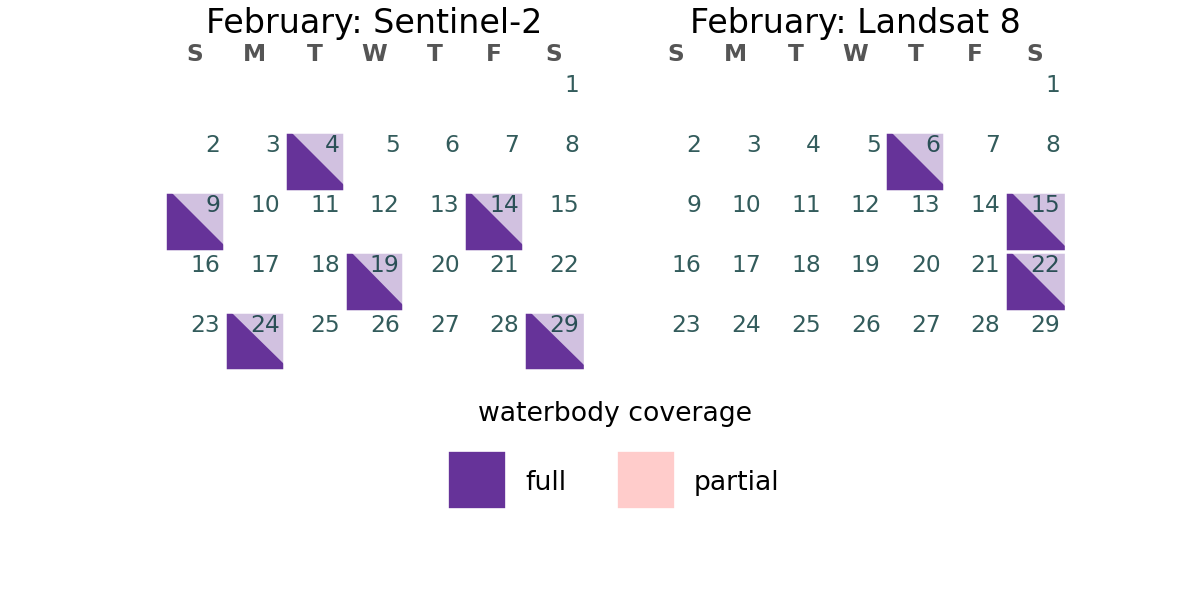 February: Sentinel-2
S M T W T F S
1
2 3 4 5 6 7 8
9 10 11 12 13 14 15
16 17 18 19 20 21 22
23 24 25 26 27 28 29
February: Landsat 8
S M T W T F S
1
2 3 4 5 6 7 8
9 10 11 12 13 14 15
16 17 18 19 20 21 22
23 24 25 26 27 28 29
waterbody coverage
full partial